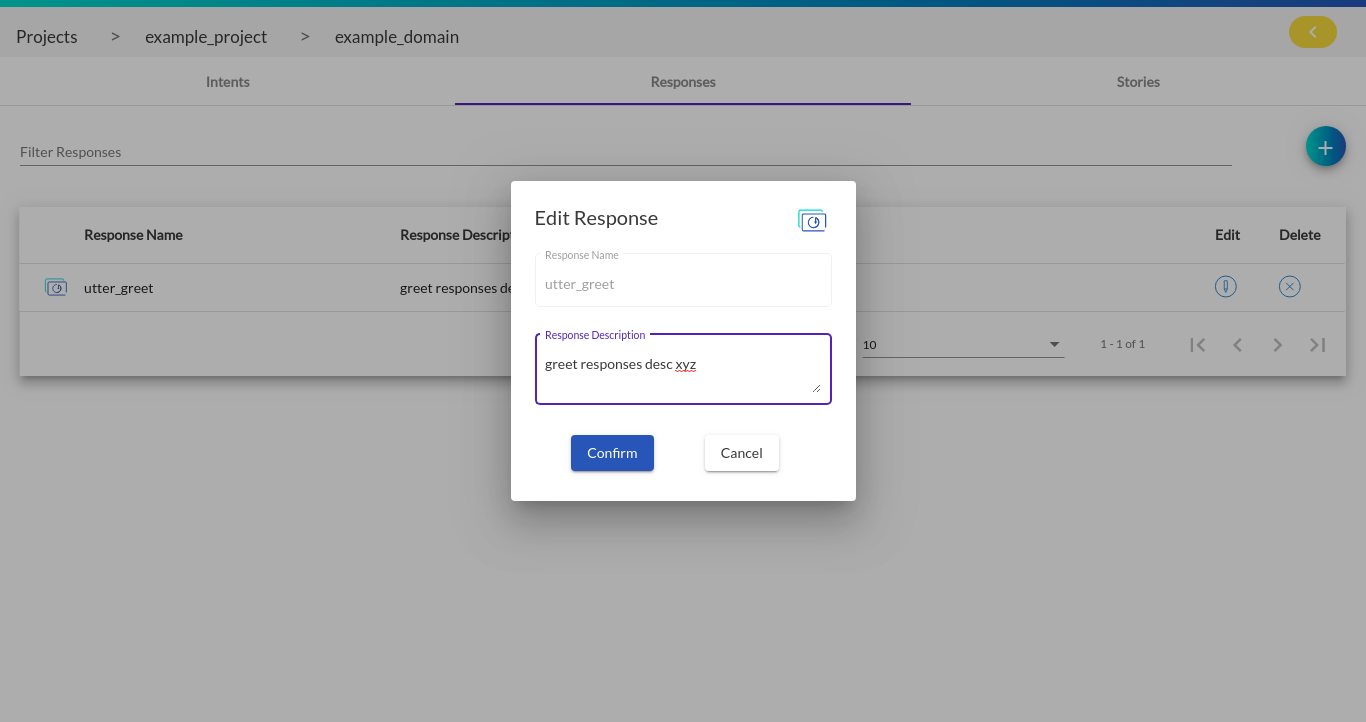 Projects > example_project > example_domain
Intents Responses Stories
Filter Responses
Edit Response
Response Name Response Descrip Edit Delete
Response Name
utter_greet
utter_greet greet responses de
Response Description
greet responses desc xyz
10 1 - 1 of 1
Confirm Cancel